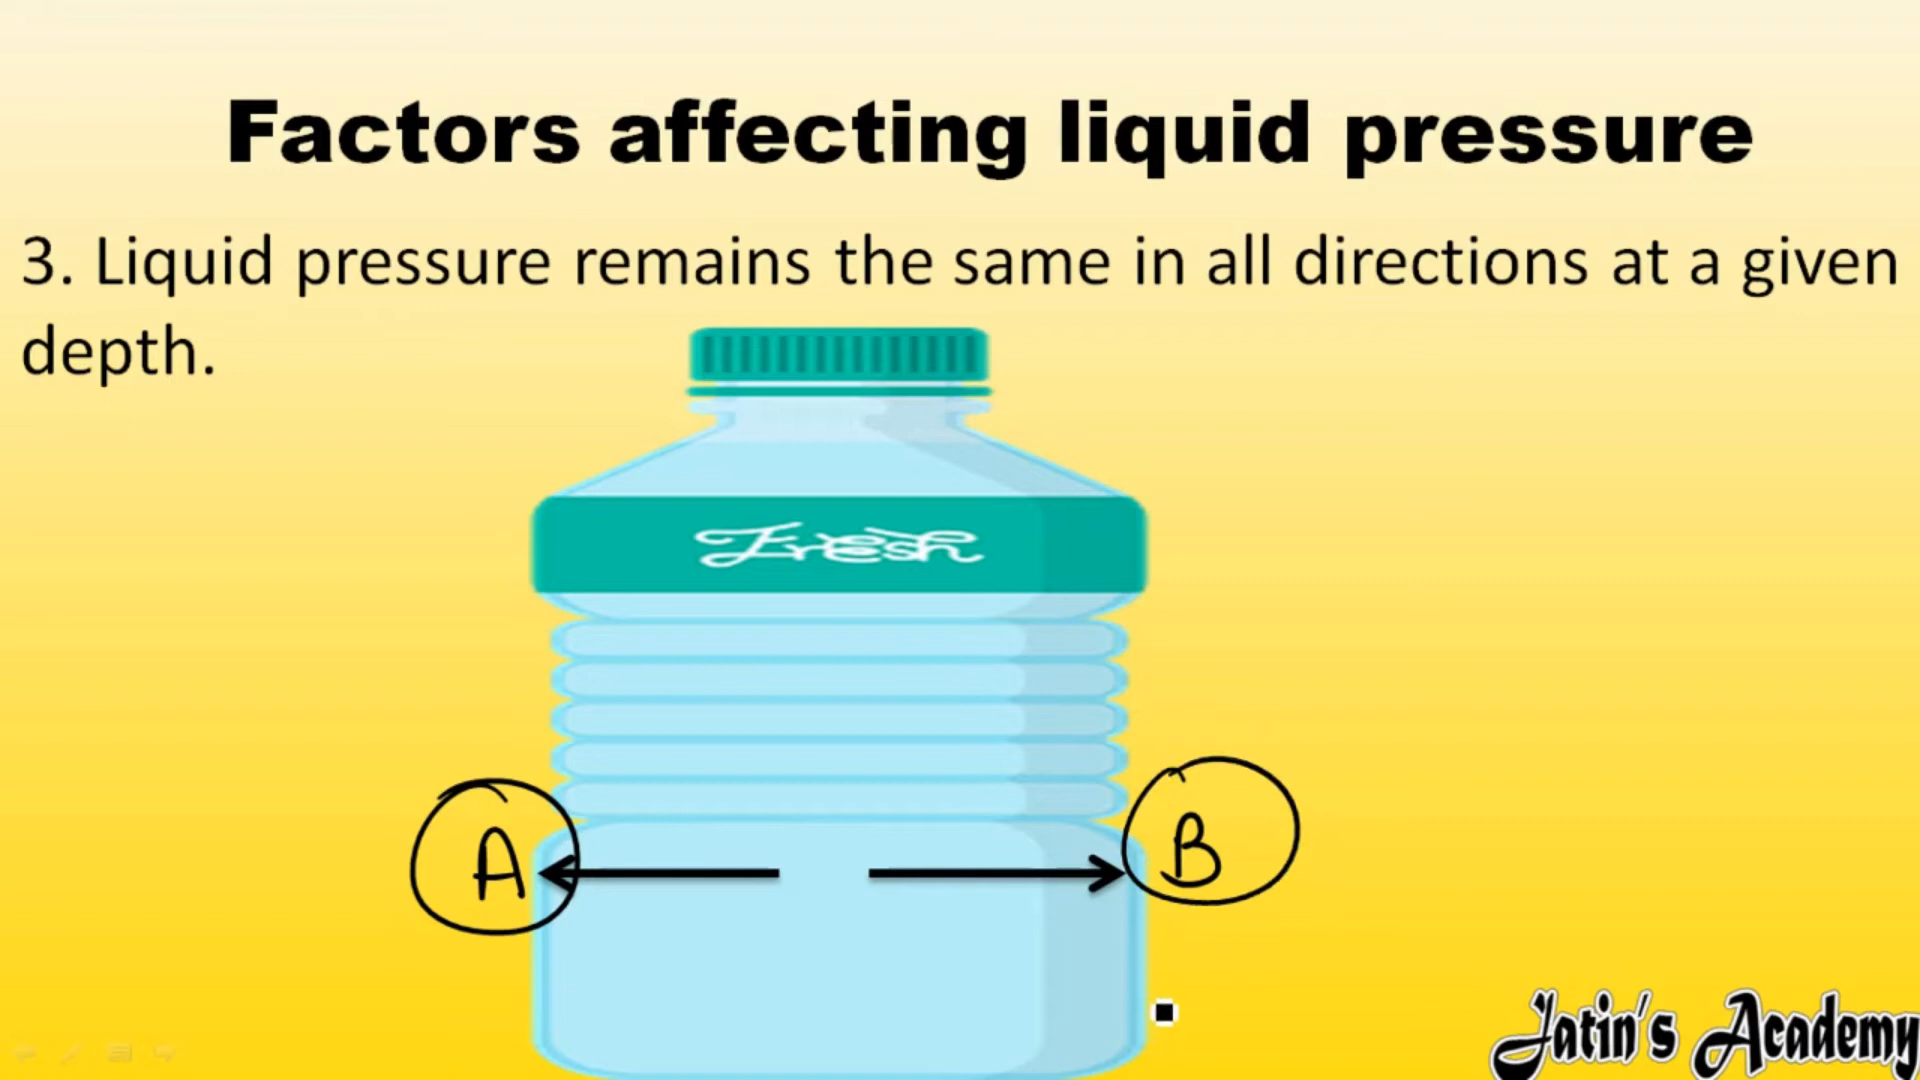 Factors affecting liquid pressure
3. Liquid pressure remains the same in all directions at a given
depth.
Fresh
A
B
Jatin's Academy